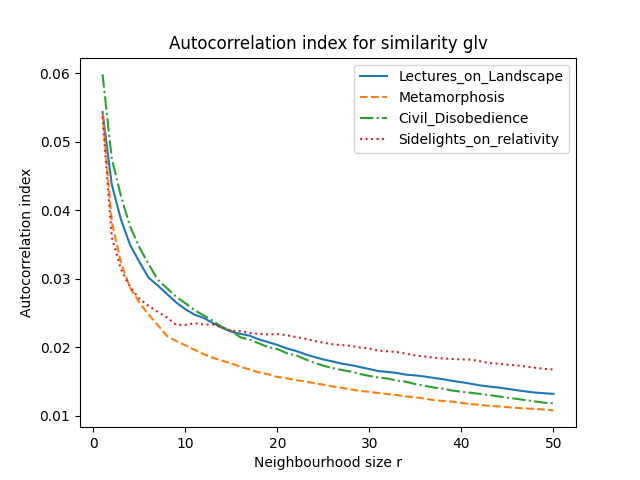 Autocorrelation index for similarity glv
Lectures_on_Landscape
Metamorphosis
Civil_Disobedience
Sidelights_on_relativity
Autocorrelation index
0.06
0.05
0.04
0.03
0.02
0.01
0
10
20
30
40
50
Neighbourhood size r